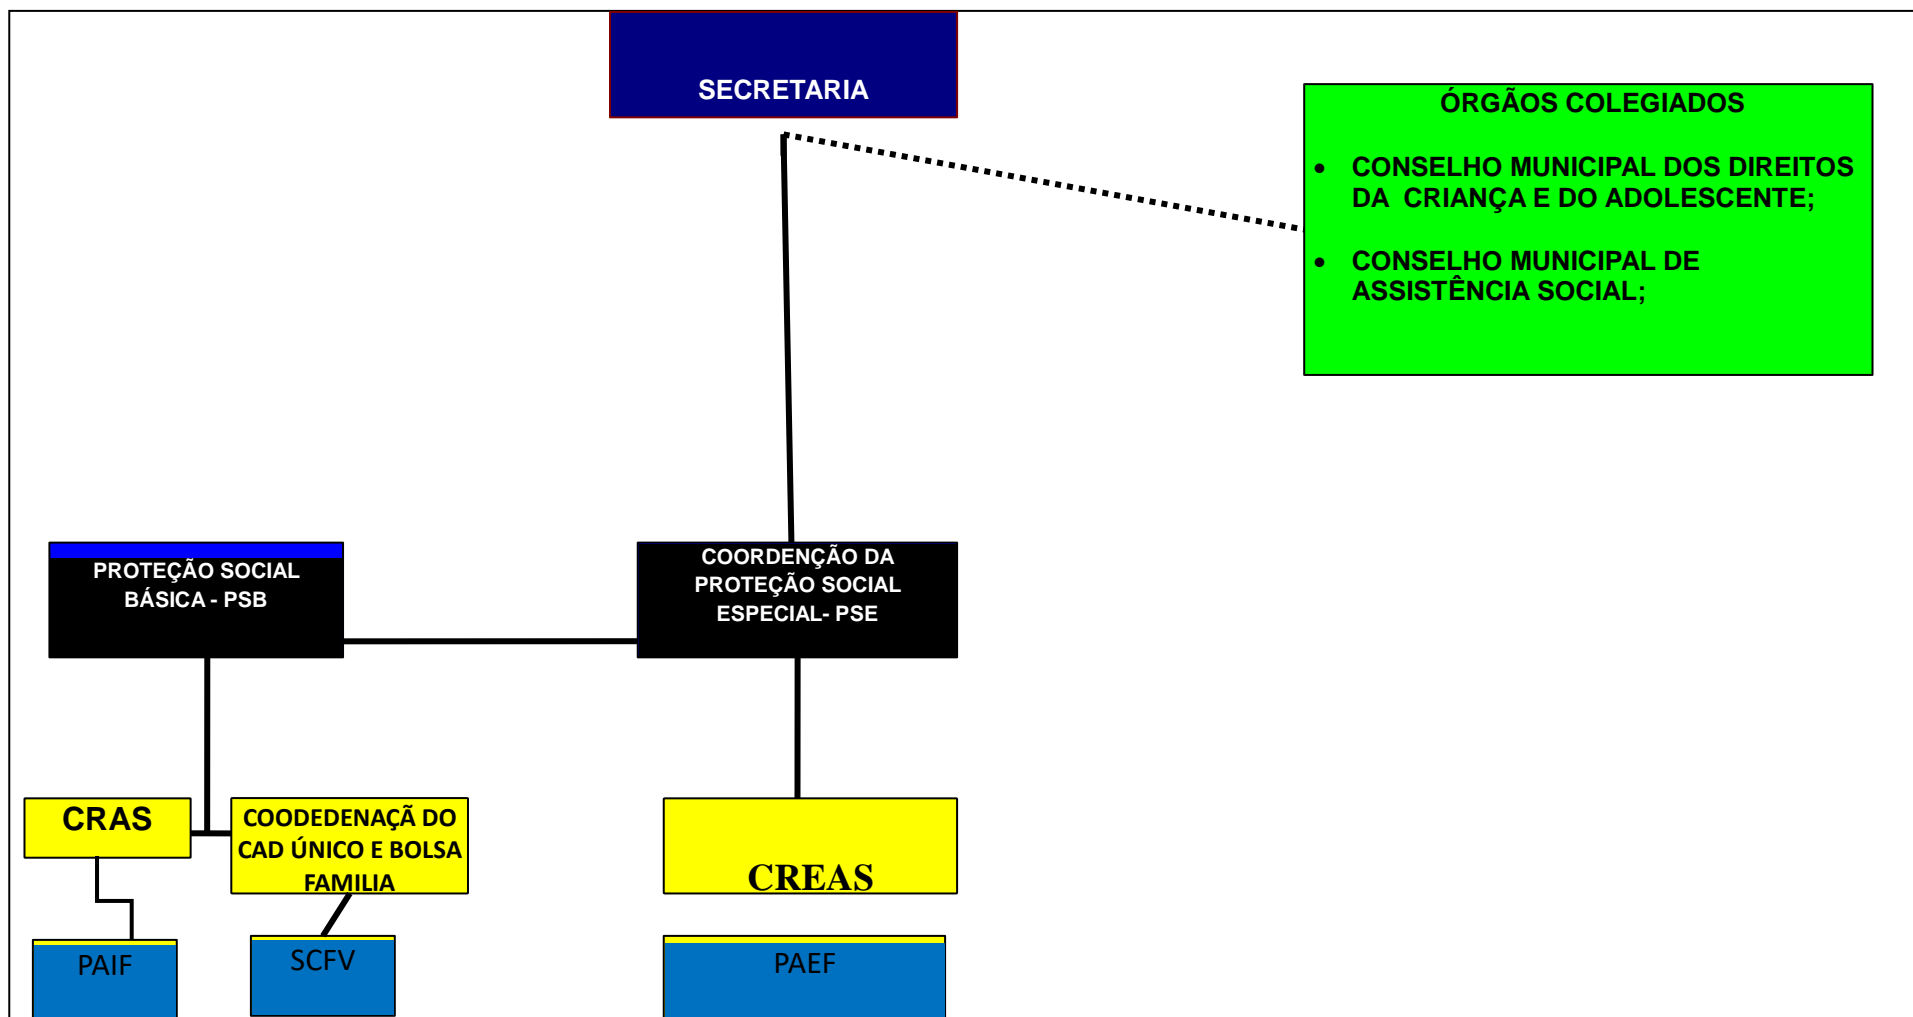 SECRETARIA
ÓRGÃOS COLEGIADOS
• CONSELHO MUNICIPAL DOS DIREITOS
DA CRIANÇA E DO ADOLESCENTE;
• CONSELHO MUNICIPAL DE
ASSISTÊNCIA SOCIAL;
PROTEÇÃO SOCIAL
BÁSICA - PSB
COORDENÇÃO DA
PROTEÇÃO SOCIAL
ESPECIAL- PSE
CRAS
COODEDENAÇÃ DO
CAD ÚNICO E BOLSA
FAMILIA
CREAS
PAIF
SCFV
PAEF